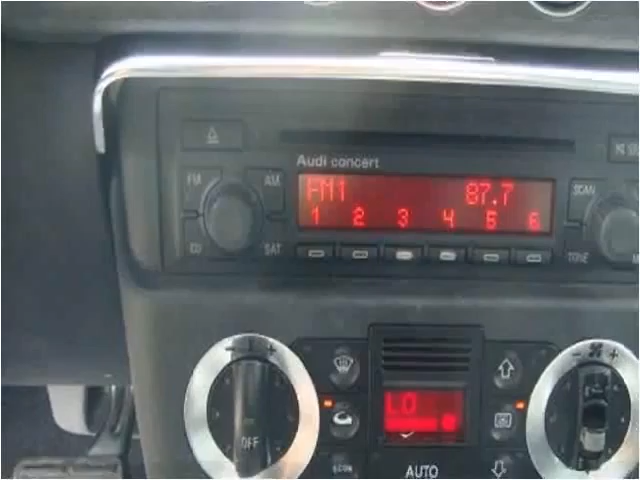 Audi concert
FM AM
FM1 87.7
SCAN
1 2 3 4 5 6
CD SAT
TONE
LO
OFF
ECON
AUTO